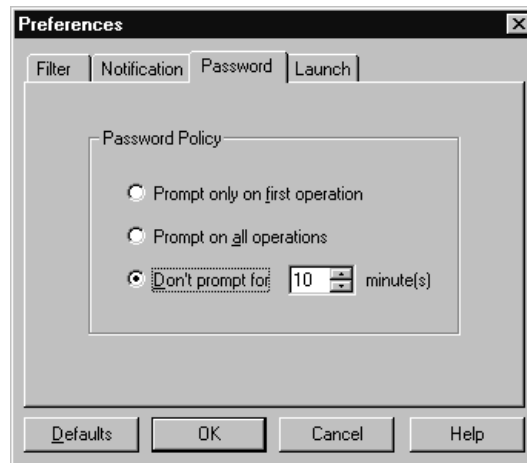 Preferences
Filter Notification Password Launch
Password Policy
Prompt only on first operation
Prompt on all operations
Don't prompt for 10 minute(s)
Defaults OK Cancel Help